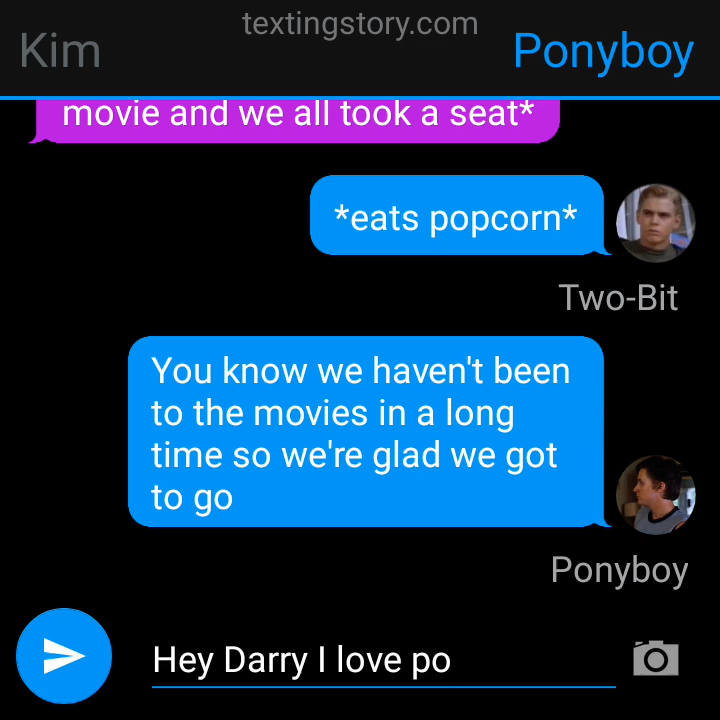 textingstory.com
Kim
Ponyboy
movie and we all took a seat*
*eats popcorn*
Two-Bit
You know we haven't been
to the movies in a long
time so we're glad we got
to go
Ponyboy
Hey Darry I love po